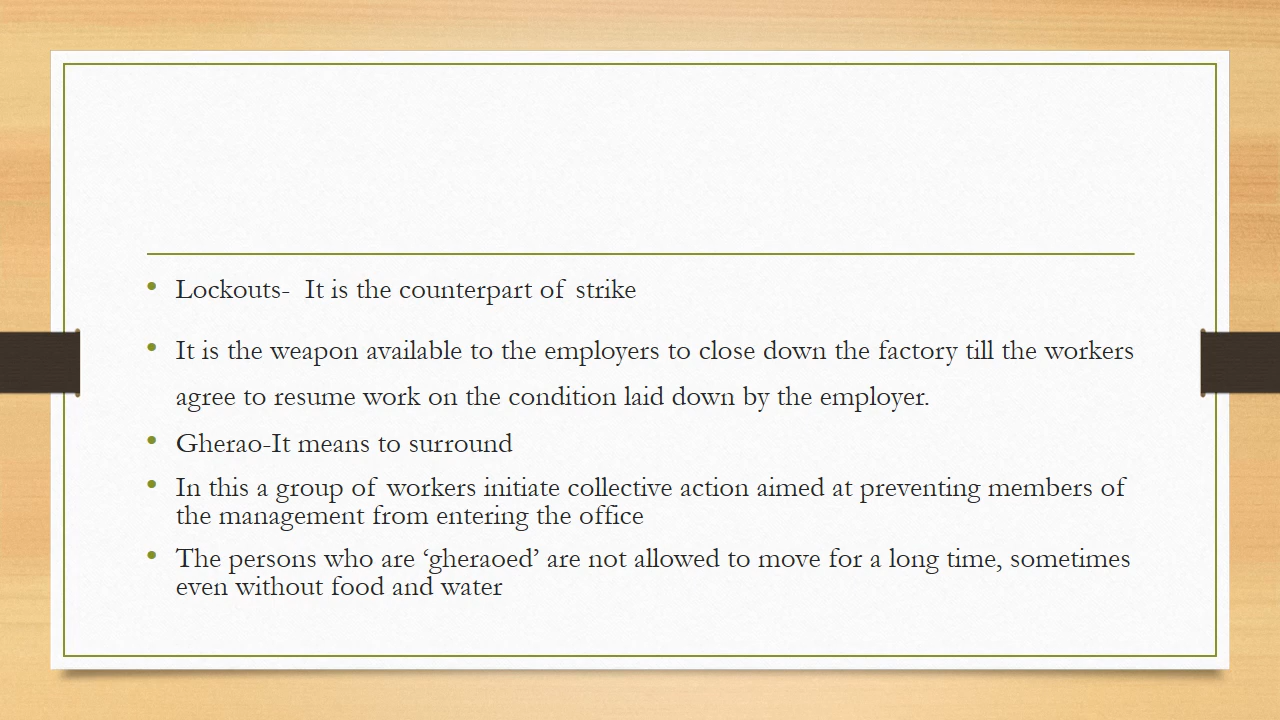 • Lockouts-  It is the counterpart of strike
• It is the weapon available to the employers to close down the factory till the workers
agree to resume work on the condition laid down by the employer.
• Gherao-It means to surround
• In this a group of workers initiate collective action aimed at preventing members of
the management from entering the office
• The persons who are ‘gheraoed’ are not allowed to move for a long time, sometimes
even without food and water